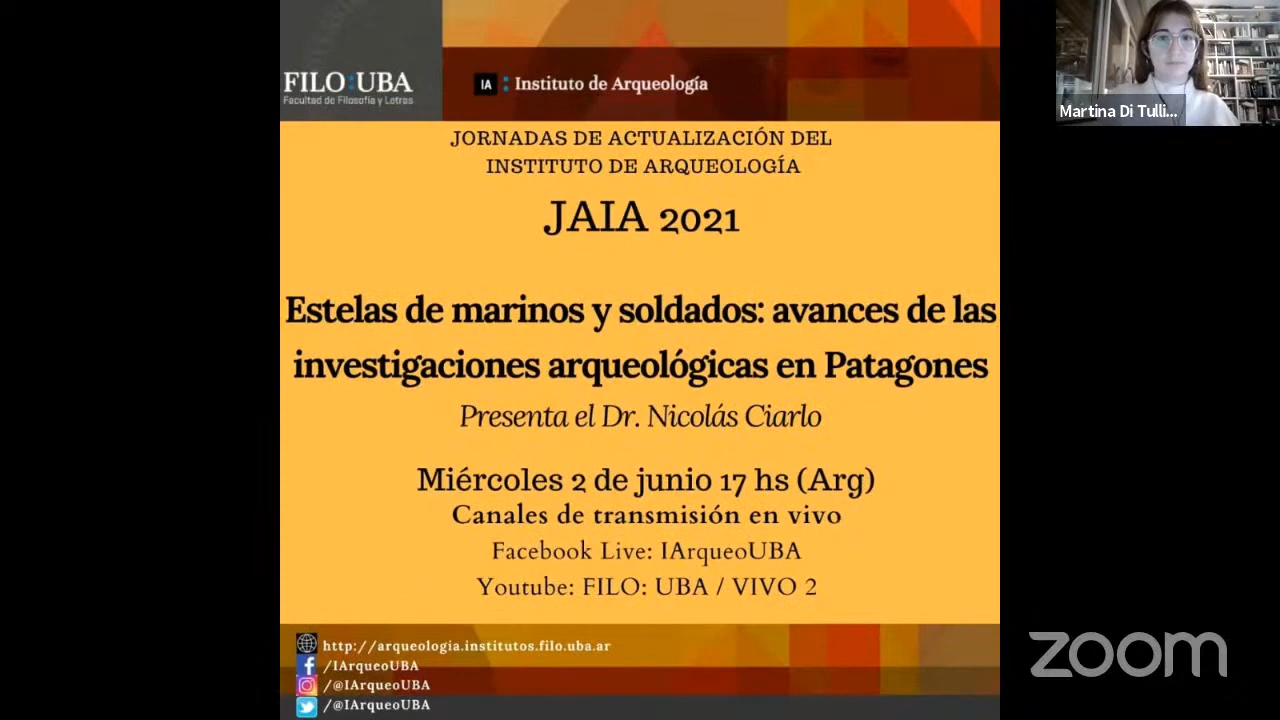 FILO:UBA
Facultad de Filosofía y Letras
IA : Instituto de Arqueología
Martina Di Tulli...
JORNADAS DE ACTUALIZACIÓN DEL
INSTITUTO DE ARQUEOLOGÍA
JAIA 2021
Estelas de marinos y soldados: avances de las
investigaciones arqueológicas en Patagones
Presenta el Dr. Nicolás Ciarlo
Miércoles 2 de junio 17 hs (Arg)
Canales de transmisión en vivo
Facebook Live: IArqueoUBA
Youtube: FILO: UBA / VIVO 2
http://arqueologia.institutos.filo.uba.ar
/IArqueoUBA
/@IArqueoUBA
/@IArqueoUBA
zoom